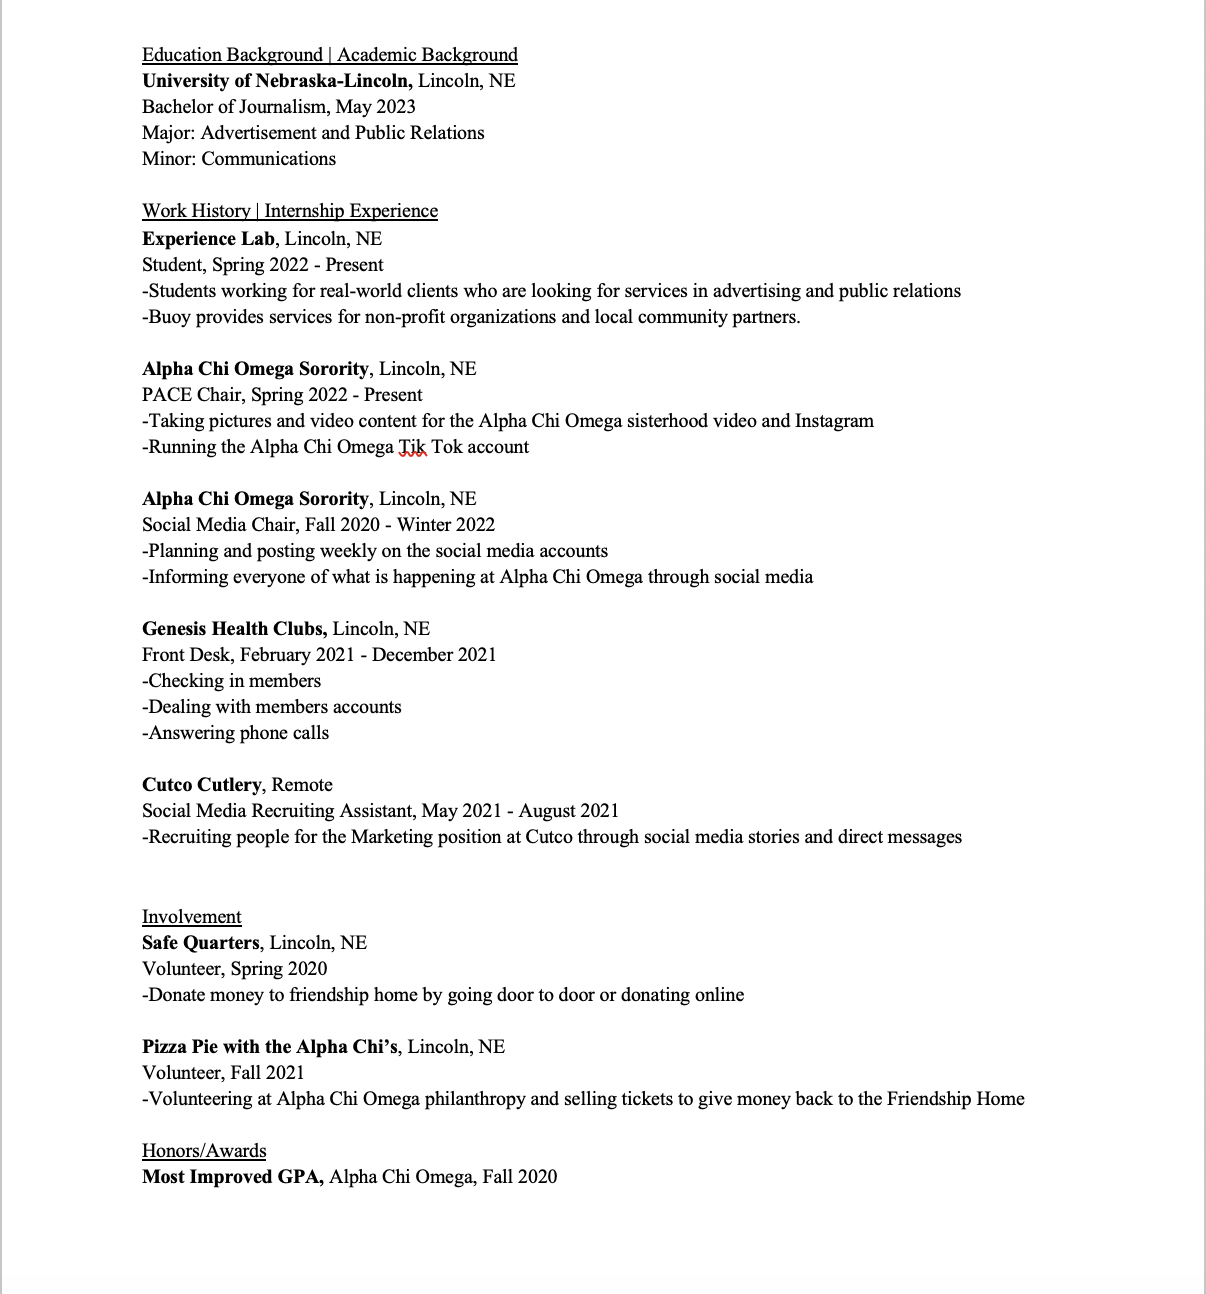 Education Background | Academic Background
University of Nebraska-Lincoln, Lincoln, NE
Bachelor of Journalism, May 2023
Major: Advertisement and Public Relations
Minor: Communications
Work History | Internship Experience
Experience Lab, Lincoln, NE
Student, Spring 2022 - Present
-Students working for real-world clients who are looking for services in advertising and public relations
-Buoy provides services for non-profit organizations and local community partners.
Alpha Chi Omega Sorority, Lincoln, NE
PACE Chair, Spring 2022 - Present
-Taking pictures and video content for the Alpha Chi Omega sisterhood video and Instagram
-Running the Alpha Chi Omega Tik Tok account
Alpha Chi Omega Sorority, Lincoln, NE
Social Media Chair, Fall 2020 - Winter 2022
-Planning and posting weekly on the social media accounts
-Informing everyone of what is happening at Alpha Chi Omega through social media
Genesis Health Clubs, Lincoln, NE
Front Desk, February 2021 - December 2021
-Checking in members
-Dealing with members accounts
-Answering phone calls
Cutco Cutlery, Remote
Social Media Recruiting Assistant, May 2021 - August 2021
-Recruiting people for the Marketing position at Cutco through social media stories and direct messages
Involvement
Safe Quarters, Lincoln, NE
Volunteer, Spring 2020
-Donate money to friendship home by going door to door or donating online
Pizza Pie with the Alpha Chi’s, Lincoln, NE
Volunteer, Fall 2021
-Volunteering at Alpha Chi Omega philanthropy and selling tickets to give money back to the Friendship Home
Honors/Awards
Most Improved GPA, Alpha Chi Omega, Fall 2020